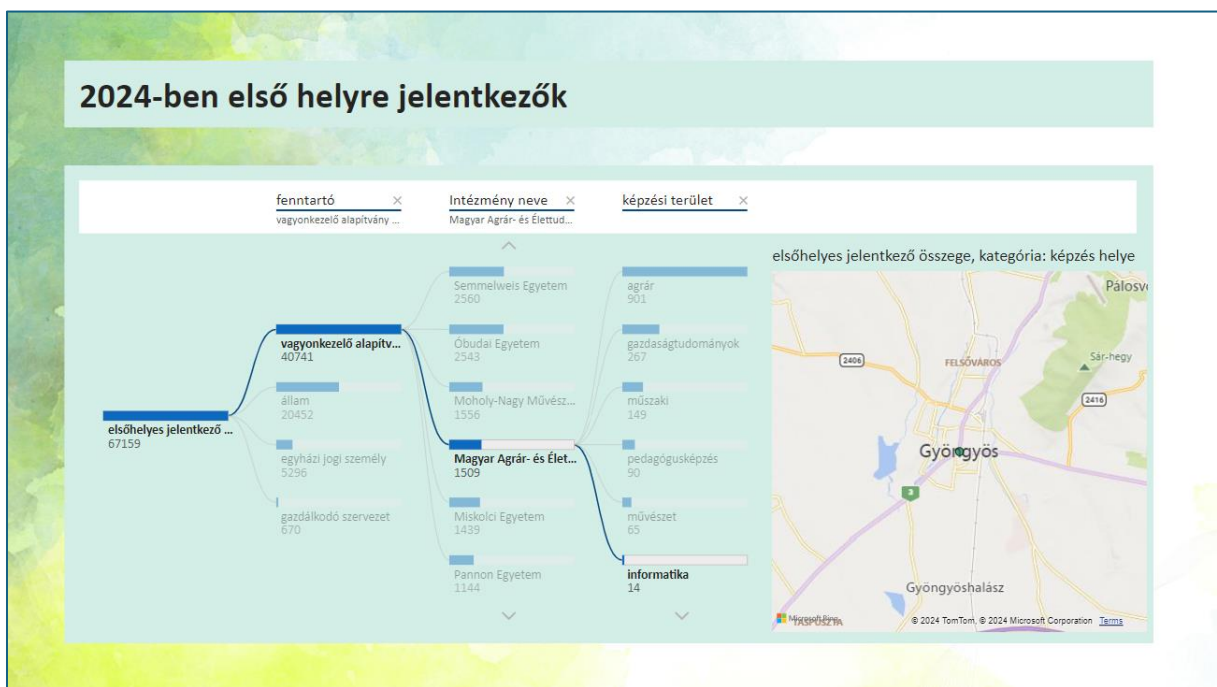 2024-ben első helyre jelentkezők
fenntartó
vagyonkezelő alapítvány ...
Intézmény neve
Magyar Agrár- és Élettud...
képzési terület
elsőhelyes jelentkező ...
67159
vagyonkezelő alapítv...
40741
állam
20452
egyházi jogi személy
5296
gazdálkodó szervezet
670
Semmelweis Egyetem
2560
Óbudai Egyetem
2543
Moholy-Nagy Művész...
1556
Magyar Agrár- és Élet...
1509
Miskolci Egyetem
1439
Pannon Egyetem
1144
agrár
901
gazdaságtudományok
267
műszaki
149
pedagógusképzés
90
művészet
65
informatika
14
elsőhelyes jelentkező összege, kategória: képzés helye
Pálosv
2406
FELSŐVÁROS
Sár-hegy
2416
Gyöngyös
3
Gyöngyöshalász
Microsoft Bing
TASPUSZTA
© 2024 TomTom, © 2024 Microsoft Corporation Terms